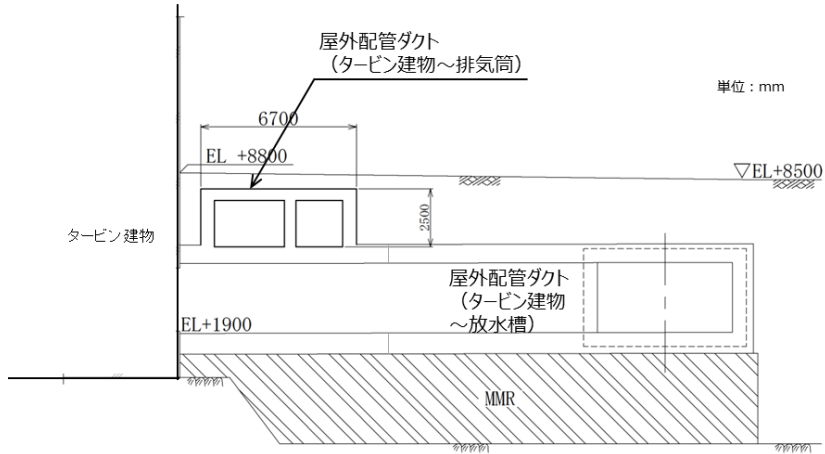 屋外配管ダクト
（タービン建物～排気筒）
単位：mm
6700
EL +8800
▽EL+8500
2500
タービン建物
屋外配管ダクト
（タービン建物
～放水槽）
EL+1900
MMR